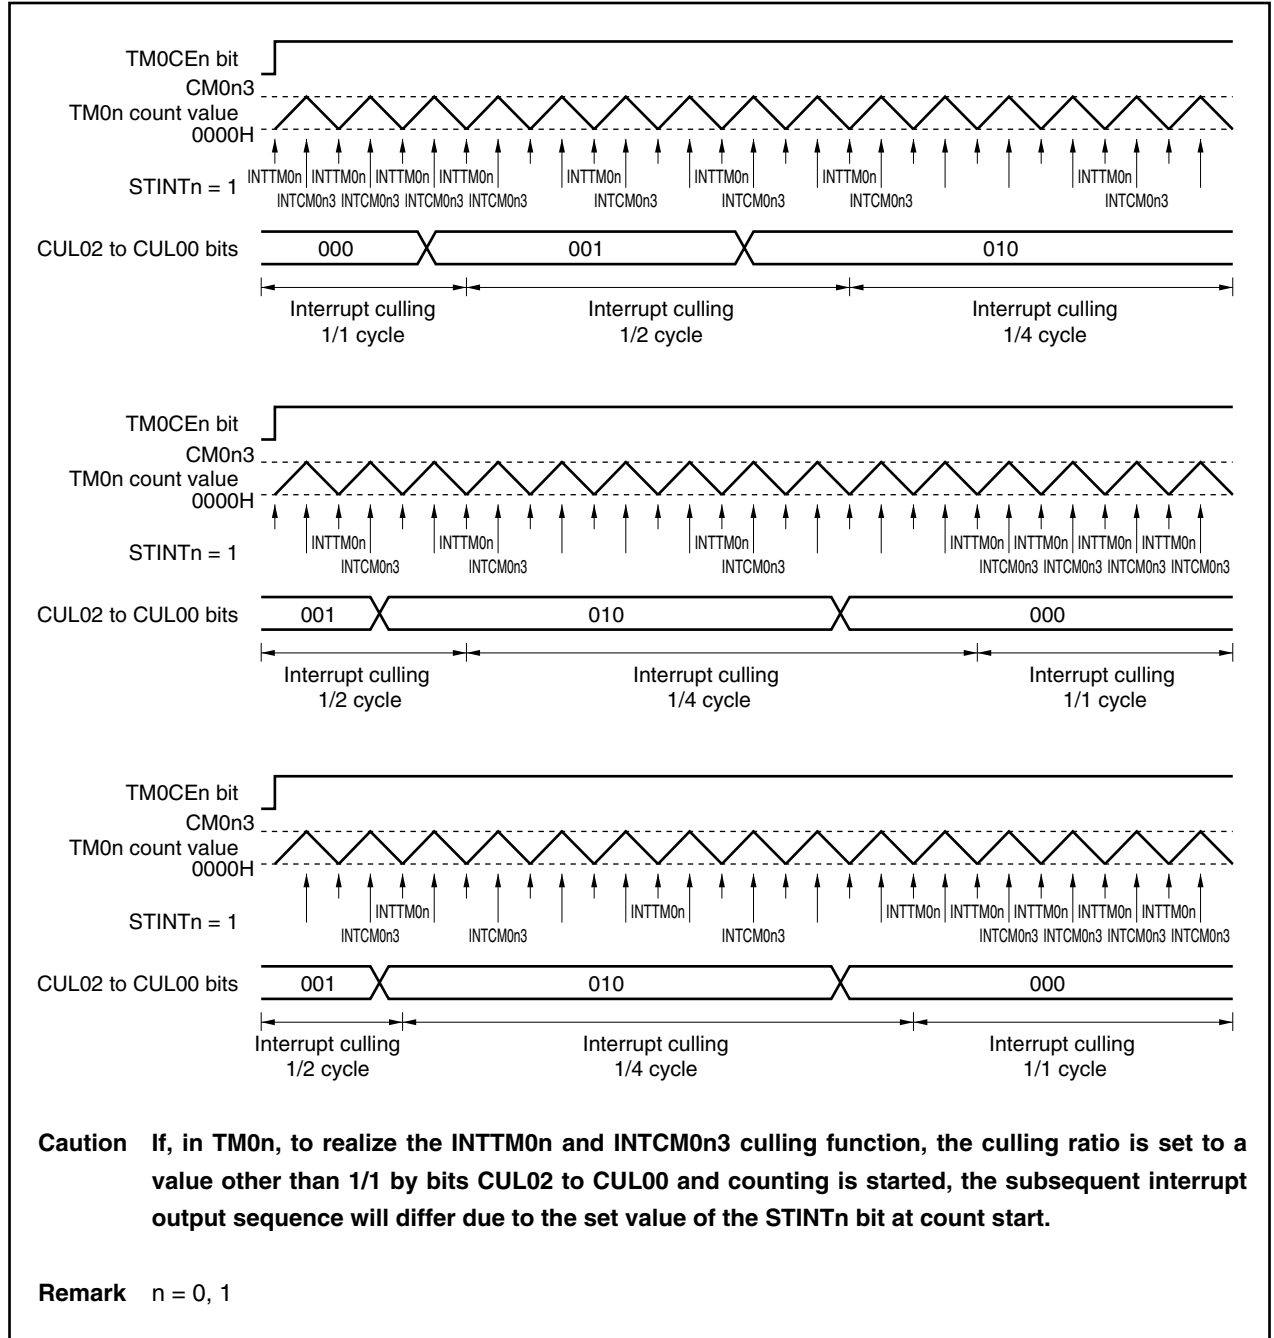 TM0CEn bit
CM0n3
TM0n count value
0000H
INTTM0n INTTM0n INTTM0n INTTM0n INTTM0n INTTM0n INTTM0n INTTM0n
STINTn = 1
INTCM0n3 INTCM0n3 INTCM0n3 INTCM0n3 INTCM0n3 INTCM0n3 INTCM0n3 INTCM0n3
CUL02 to CUL00 bits 000 001 010
Interrupt culling Interrupt culling Interrupt culling
1/1 cycle 1/2 cycle 1/4 cycle
TM0CEn bit
CM0n3
TM0n count value
0000H
INTTM0n INTTM0n INTTM0n INTTM0n INTTM0n INTTM0n INTTM0n
STINTn = 1
INTCM0n3 INTCM0n3 INTCM0n3 INTCM0n3 INTCM0n3 INTCM0n3 INTCM0n3
CUL02 to CUL00 bits 001 010 000
Interrupt culling Interrupt culling Interrupt culling
1/2 cycle 1/4 cycle 1/1 cycle
TM0CEn bit
CM0n3
TM0n count value
0000H
INTTM0n INTTM0n INTTM0n INTTM0n INTTM0n INTTM0n INTTM0n
STINTn = 1
INTCM0n3 INTCM0n3 INTCM0n3 INTCM0n3 INTCM0n3 INTCM0n3 INTCM0n3
CUL02 to CUL00 bits 001 010 000
Interrupt culling Interrupt culling Interrupt culling
1/2 cycle 1/4 cycle 1/1 cycle
Caution If, in TM0n, to realize the INTTM0n and INTCM0n3 culling function, the culling ratio is set to a
value other than 1/1 by bits CUL02 to CUL00 and counting is started, the subsequent interrupt
output sequence will differ due to the set value of the STINTn bit at count start.
Remark n = 0, 1